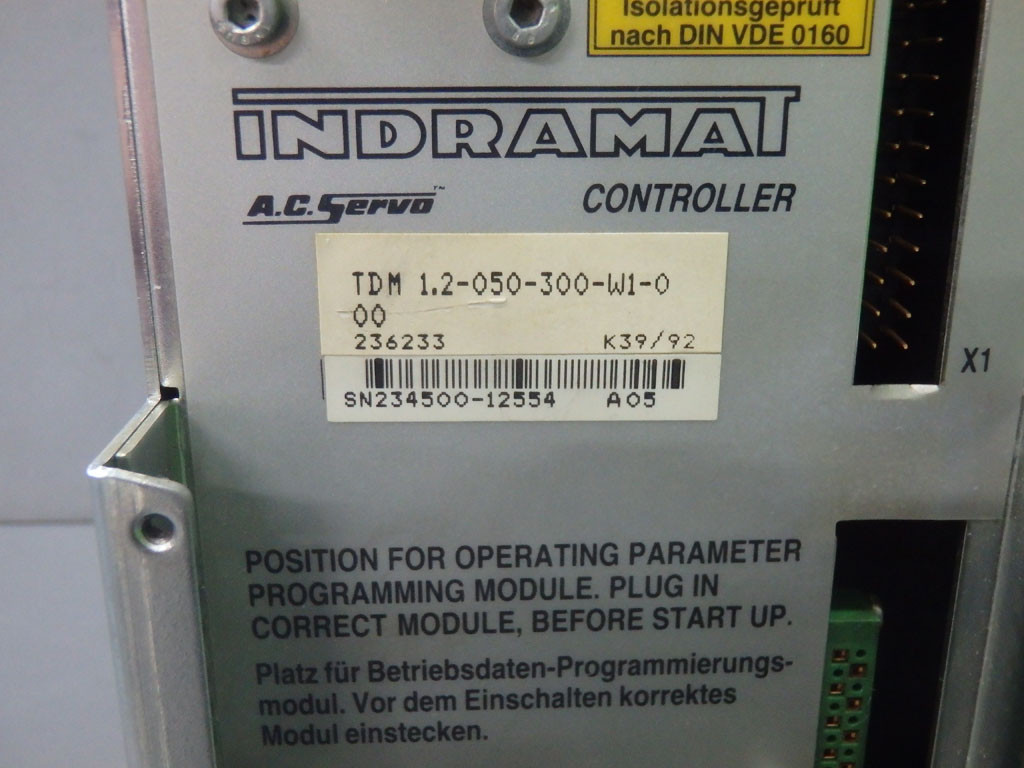 Isolationsgeprüft
nach DIN VDE 0160
INDRAMAT
A.C. Servo™ CONTROLLER
TDM 1.2-050-300-W1-0
00
236233 K39/92
SN234500-12554 A05
X1
POSITION FOR OPERATING PARAMETER
PROGRAMMING MODULE. PLUG IN
CORRECT MODULE, BEFORE START UP.
Platz für Betriebsdaten-Programmierungs-
modul. Vor dem Einschalten korrektes
Modul einstecken.